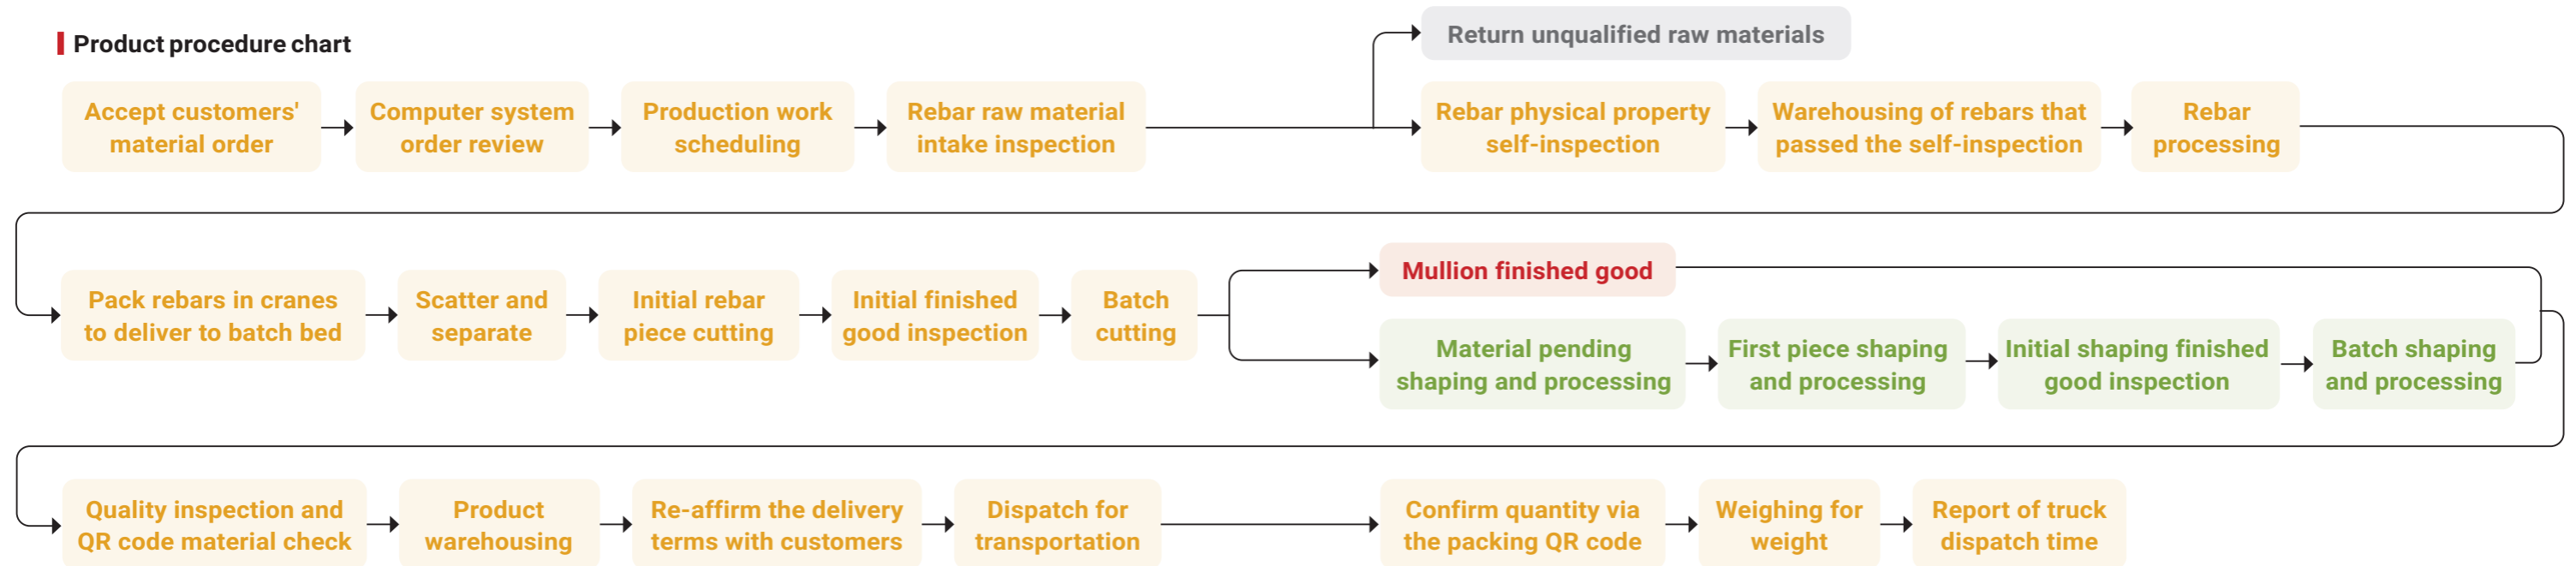 Product procedure chart
Return unqualified raw materials
Accept customers'
material order
Computer system
order review
Production work
scheduling
Rebar raw material
intake inspection
Rebar physical property
self-inspection
Warehousing of rebars that
passed the self-inspection
Rebar
processing
Pack rebars in cranes
to deliver to batch bed
Scatter and
separate
Initial rebar
piece cutting
Initial finished
good inspection
Batch
cutting
Mullion finished good
Material pending
shaping and processing
First piece shaping
and processing
Initial shaping finished
good inspection
Batch shaping
and processing
Quality inspection and
QR code material check
Product
warehousing
Re-affirm the delivery
terms with customers
Dispatch for
transportation
Confirm quantity via
the packing QR code
Weighing for
weight
Report of truck
dispatch time